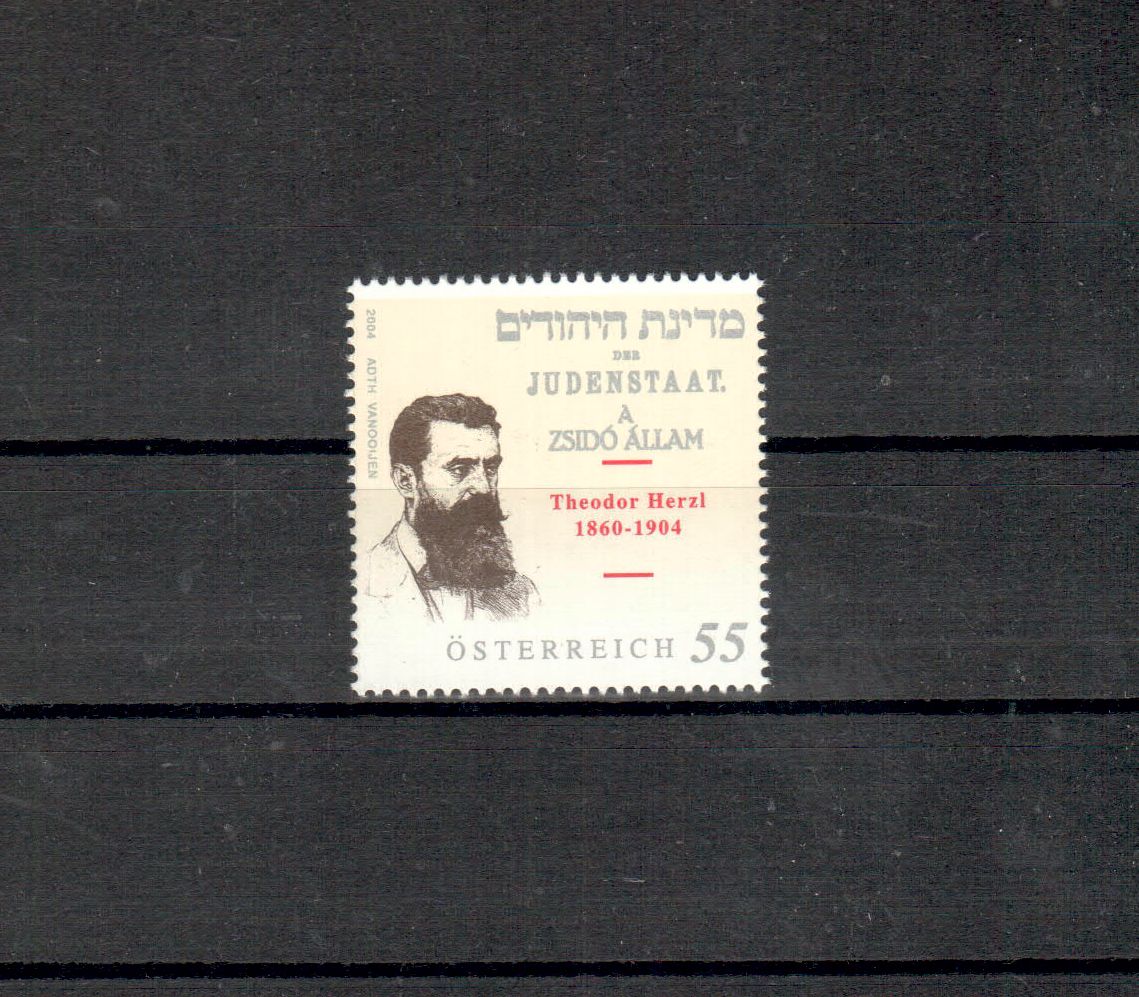 מדינת היהודים
DER
JUDENSTAAT.
A
ZSIDÓ ÁLLAM
Theodor Herzl
1860-1904
ÖSTERREICH 55
2004 ADTH VANOOIJEN